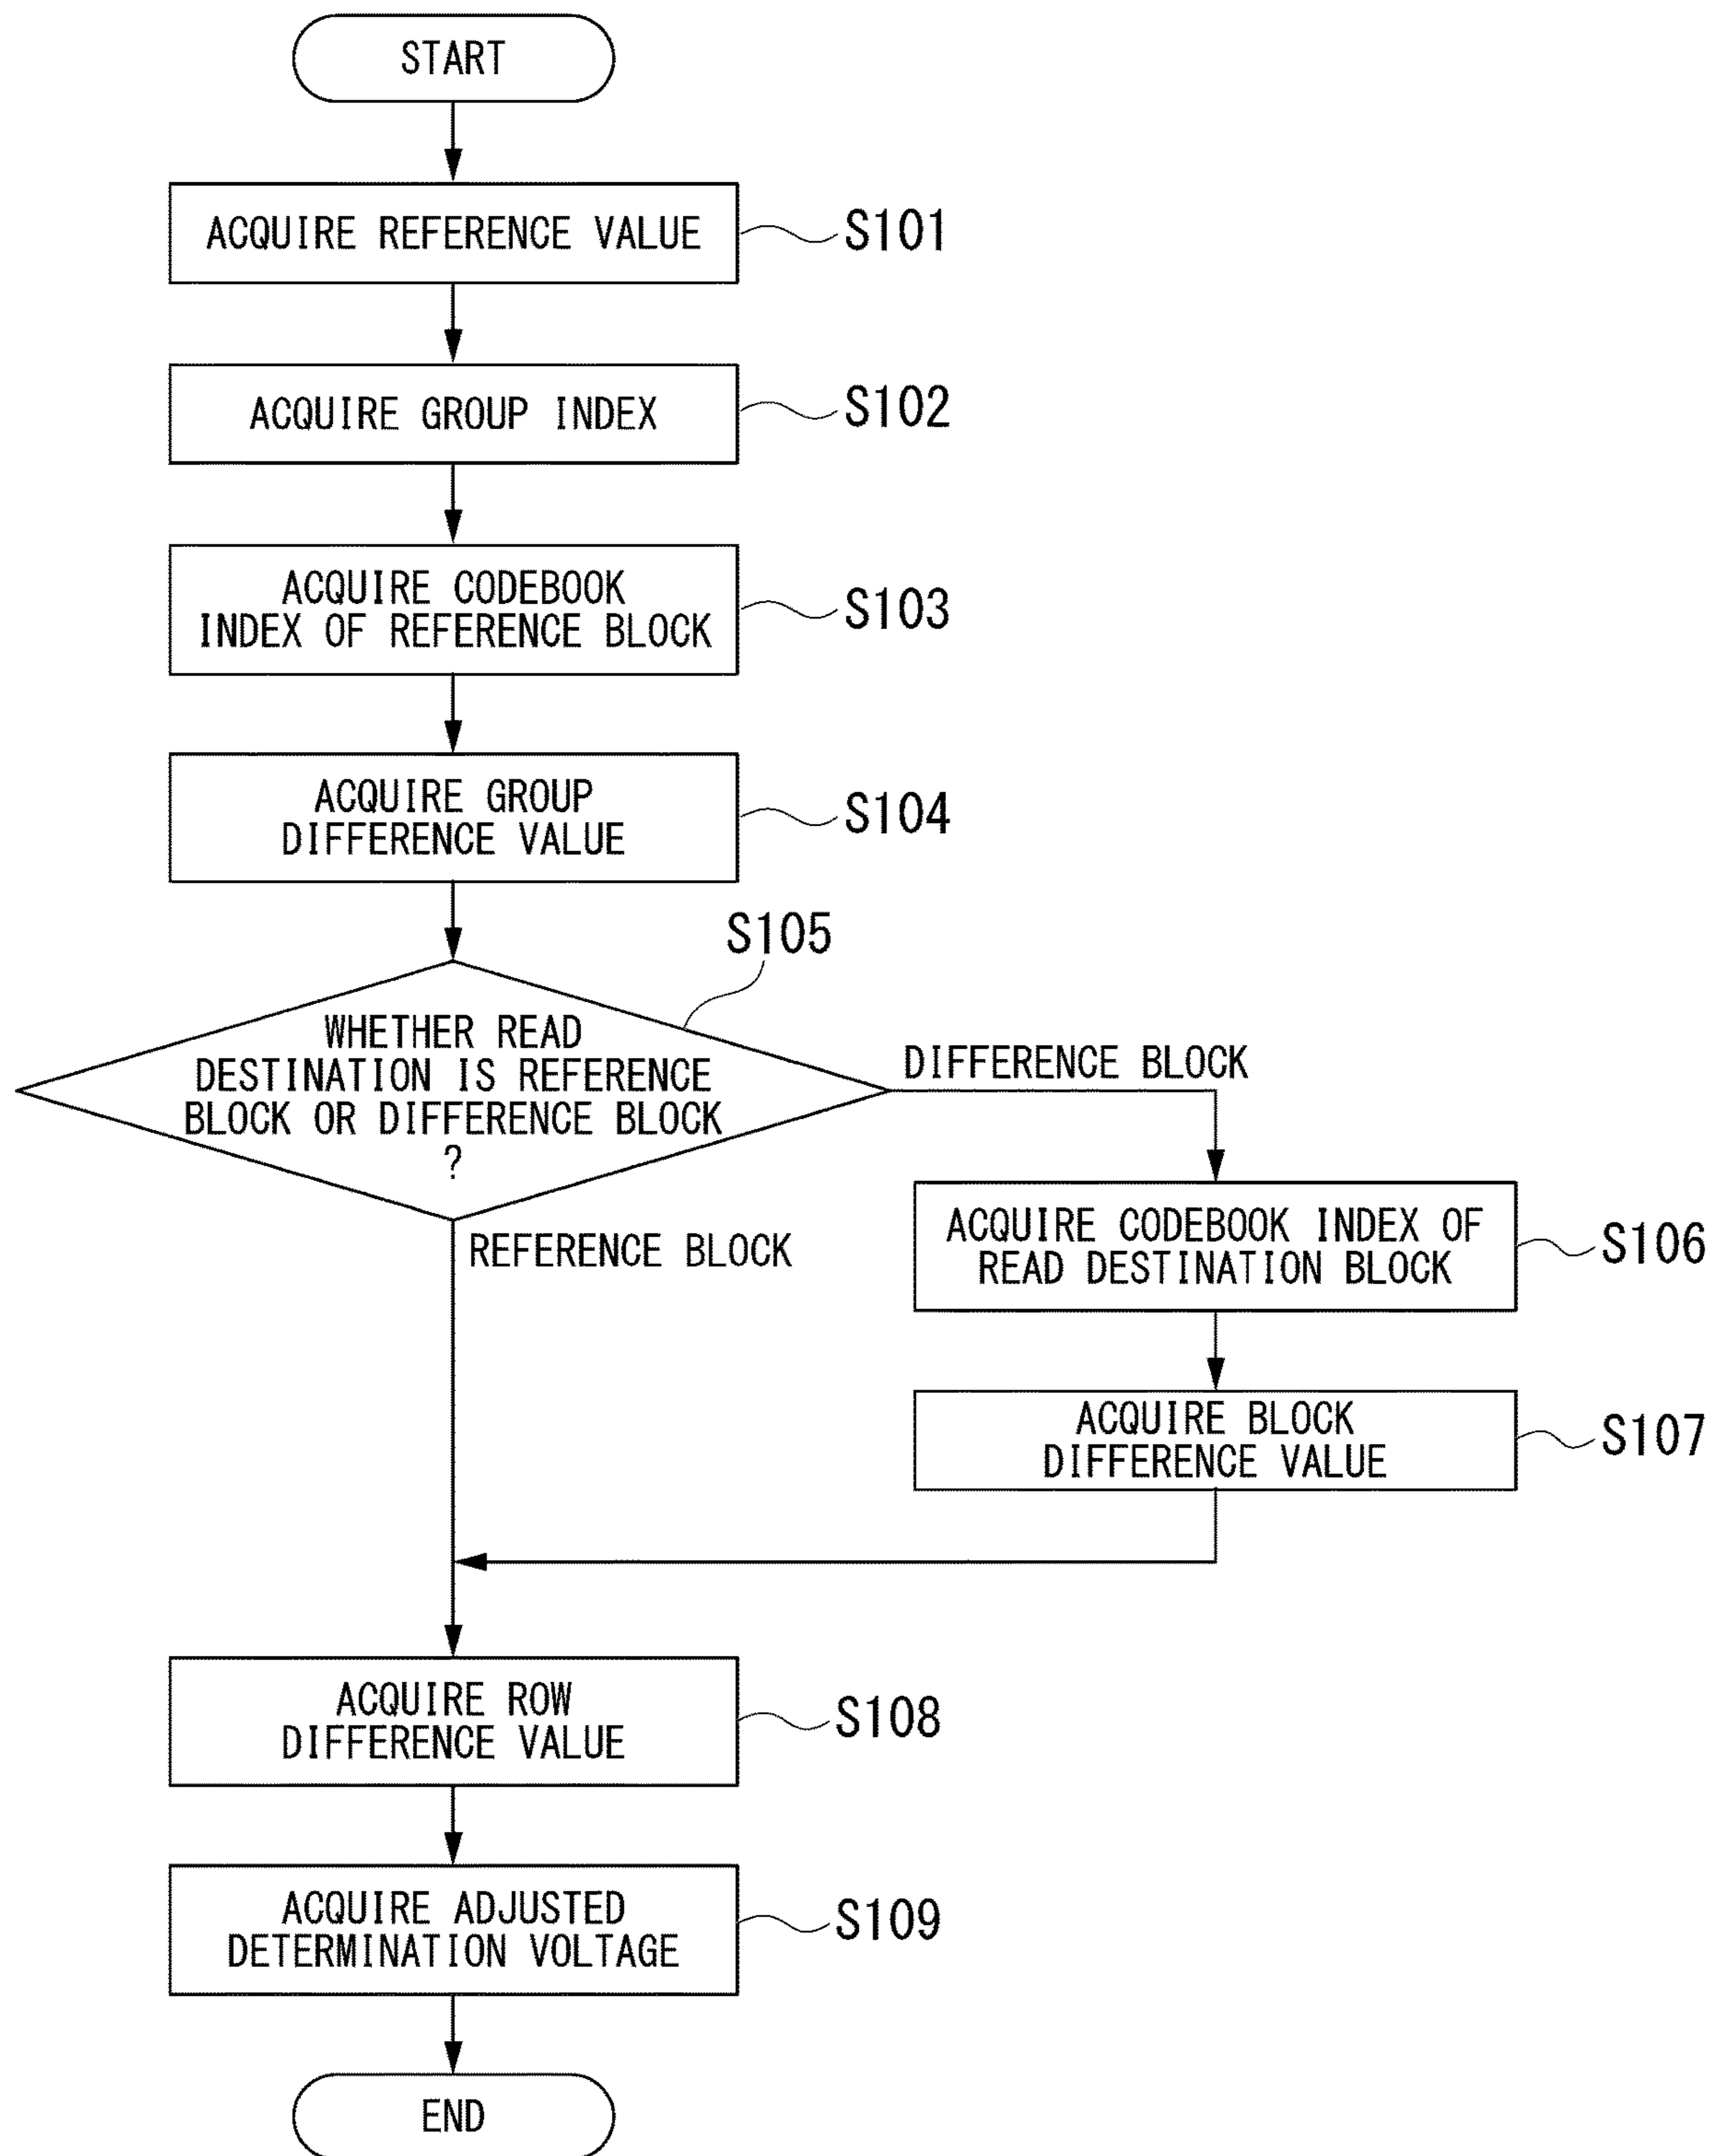 START
ACQUIRE REFERENCE VALUE
S101
ACQUIRE GROUP INDEX
S102
ACQUIRE CODEBOOK
INDEX OF REFERENCE BLOCK
S103
ACQUIRE GROUP
DIFFERENCE VALUE
S104
S105
WHETHER READ
DESTINATION IS REFERENCE
BLOCK OR DIFFERENCE BLOCK
?
DIFFERENCE BLOCK
REFERENCE BLOCK
ACQUIRE CODEBOOK INDEX OF
READ DESTINATION BLOCK
S106
ACQUIRE BLOCK
DIFFERENCE VALUE
S107
ACQUIRE ROW
DIFFERENCE VALUE
S108
ACQUIRE ADJUSTED
DETERMINATION VOLTAGE
S109
END